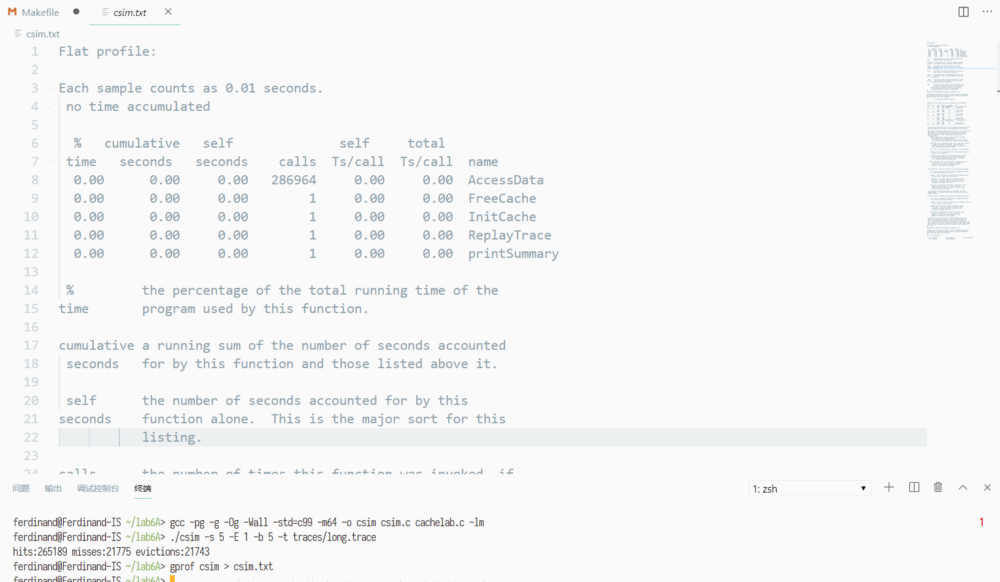 Makefile csim.txt
csim.txt
1 Flat profile:
2
3 Each sample counts as 0.01 seconds.
4 no time accumulated
5
6 % cumulative self self total
7 time seconds seconds calls Ts/call Ts/call name
8 0.00 0.00 0.00 286964 0.00 0.00 AccessData
9 0.00 0.00 0.00 1 0.00 0.00 FreeCache
10 0.00 0.00 0.00 1 0.00 0.00 InitCache
11 0.00 0.00 0.00 1 0.00 0.00 ReplayTrace
12 0.00 0.00 0.00 1 0.00 0.00 printSummary
13
14 % the percentage of the total running time of the
15 time program used by this function.
16
17 cumulative a running sum of the number of seconds accounted
18 seconds for by this function and those listed above it.
19
20 self the number of seconds accounted for by this
21 seconds function alone. This is the major sort for this
22 listing.
23
24 calls the number of times this function was invoked, if
问题 输出 调试控制台 终端 1: zsh
ferdinand@Ferdinand-IS ~/lab6A> gcc -pg -g -Og -Wall -std=c99 -m64 -o csim csim.c cachelab.c -lm 1
ferdinand@Ferdinand-IS ~/lab6A> ./csim -s 5 -E 1 -b 5 -t traces/long.trace
hits:265189 misses:21775 evictions:21743
ferdinand@Ferdinand-IS ~/lab6A> gprof csim > csim.txt
ferdinand@Ferdinand-IS ~/lab6A>